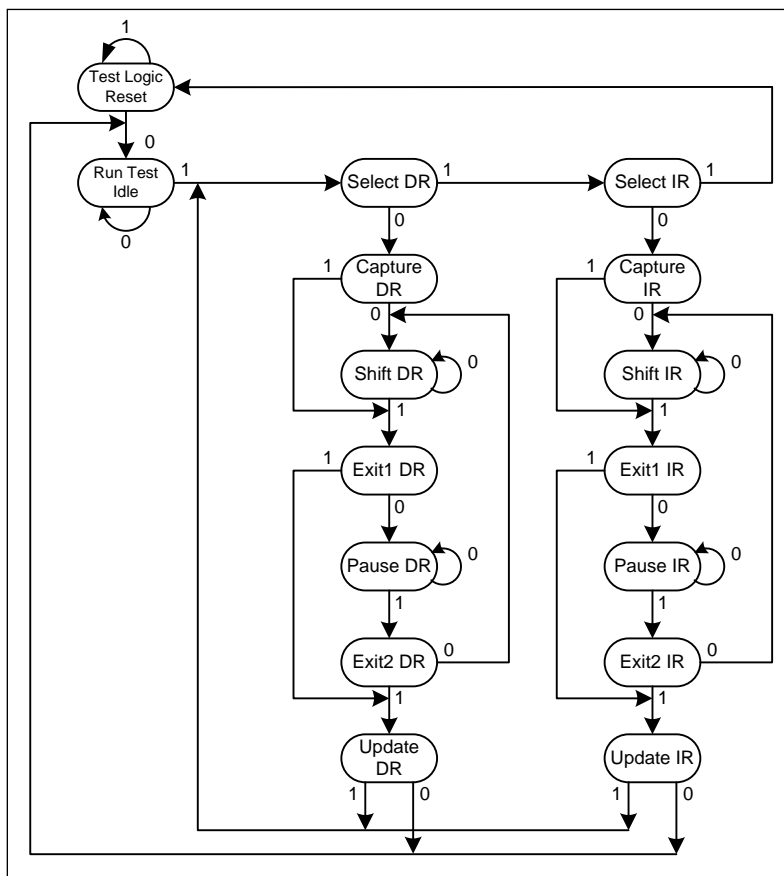 1
Test Logic
Reset
0
Run Test
Idle
1
0
Select DR
1
0
Select IR
1
0
Capture
DR
1
0
Capture
IR
1
0
Shift DR
0
1
Shift IR
0
1
Exit1 DR
1
0
Exit1 IR
1
0
Pause DR
0
1
Pause IR
0
1
Exit2 DR
0
1
Exit2 IR
0
1
Update
DR
1
0
Update IR
1
0